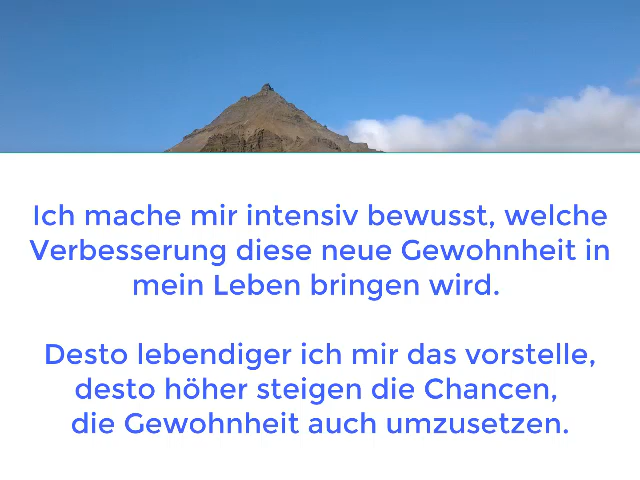 Ich mache mir intensiv bewusst, welche
Verbesserung diese neue Gewohnheit in
mein Leben bringen wird.
Desto lebendiger ich mir das vorstelle,
desto höher steigen die Chancen,
die Gewohnheit auch umzusetzen.